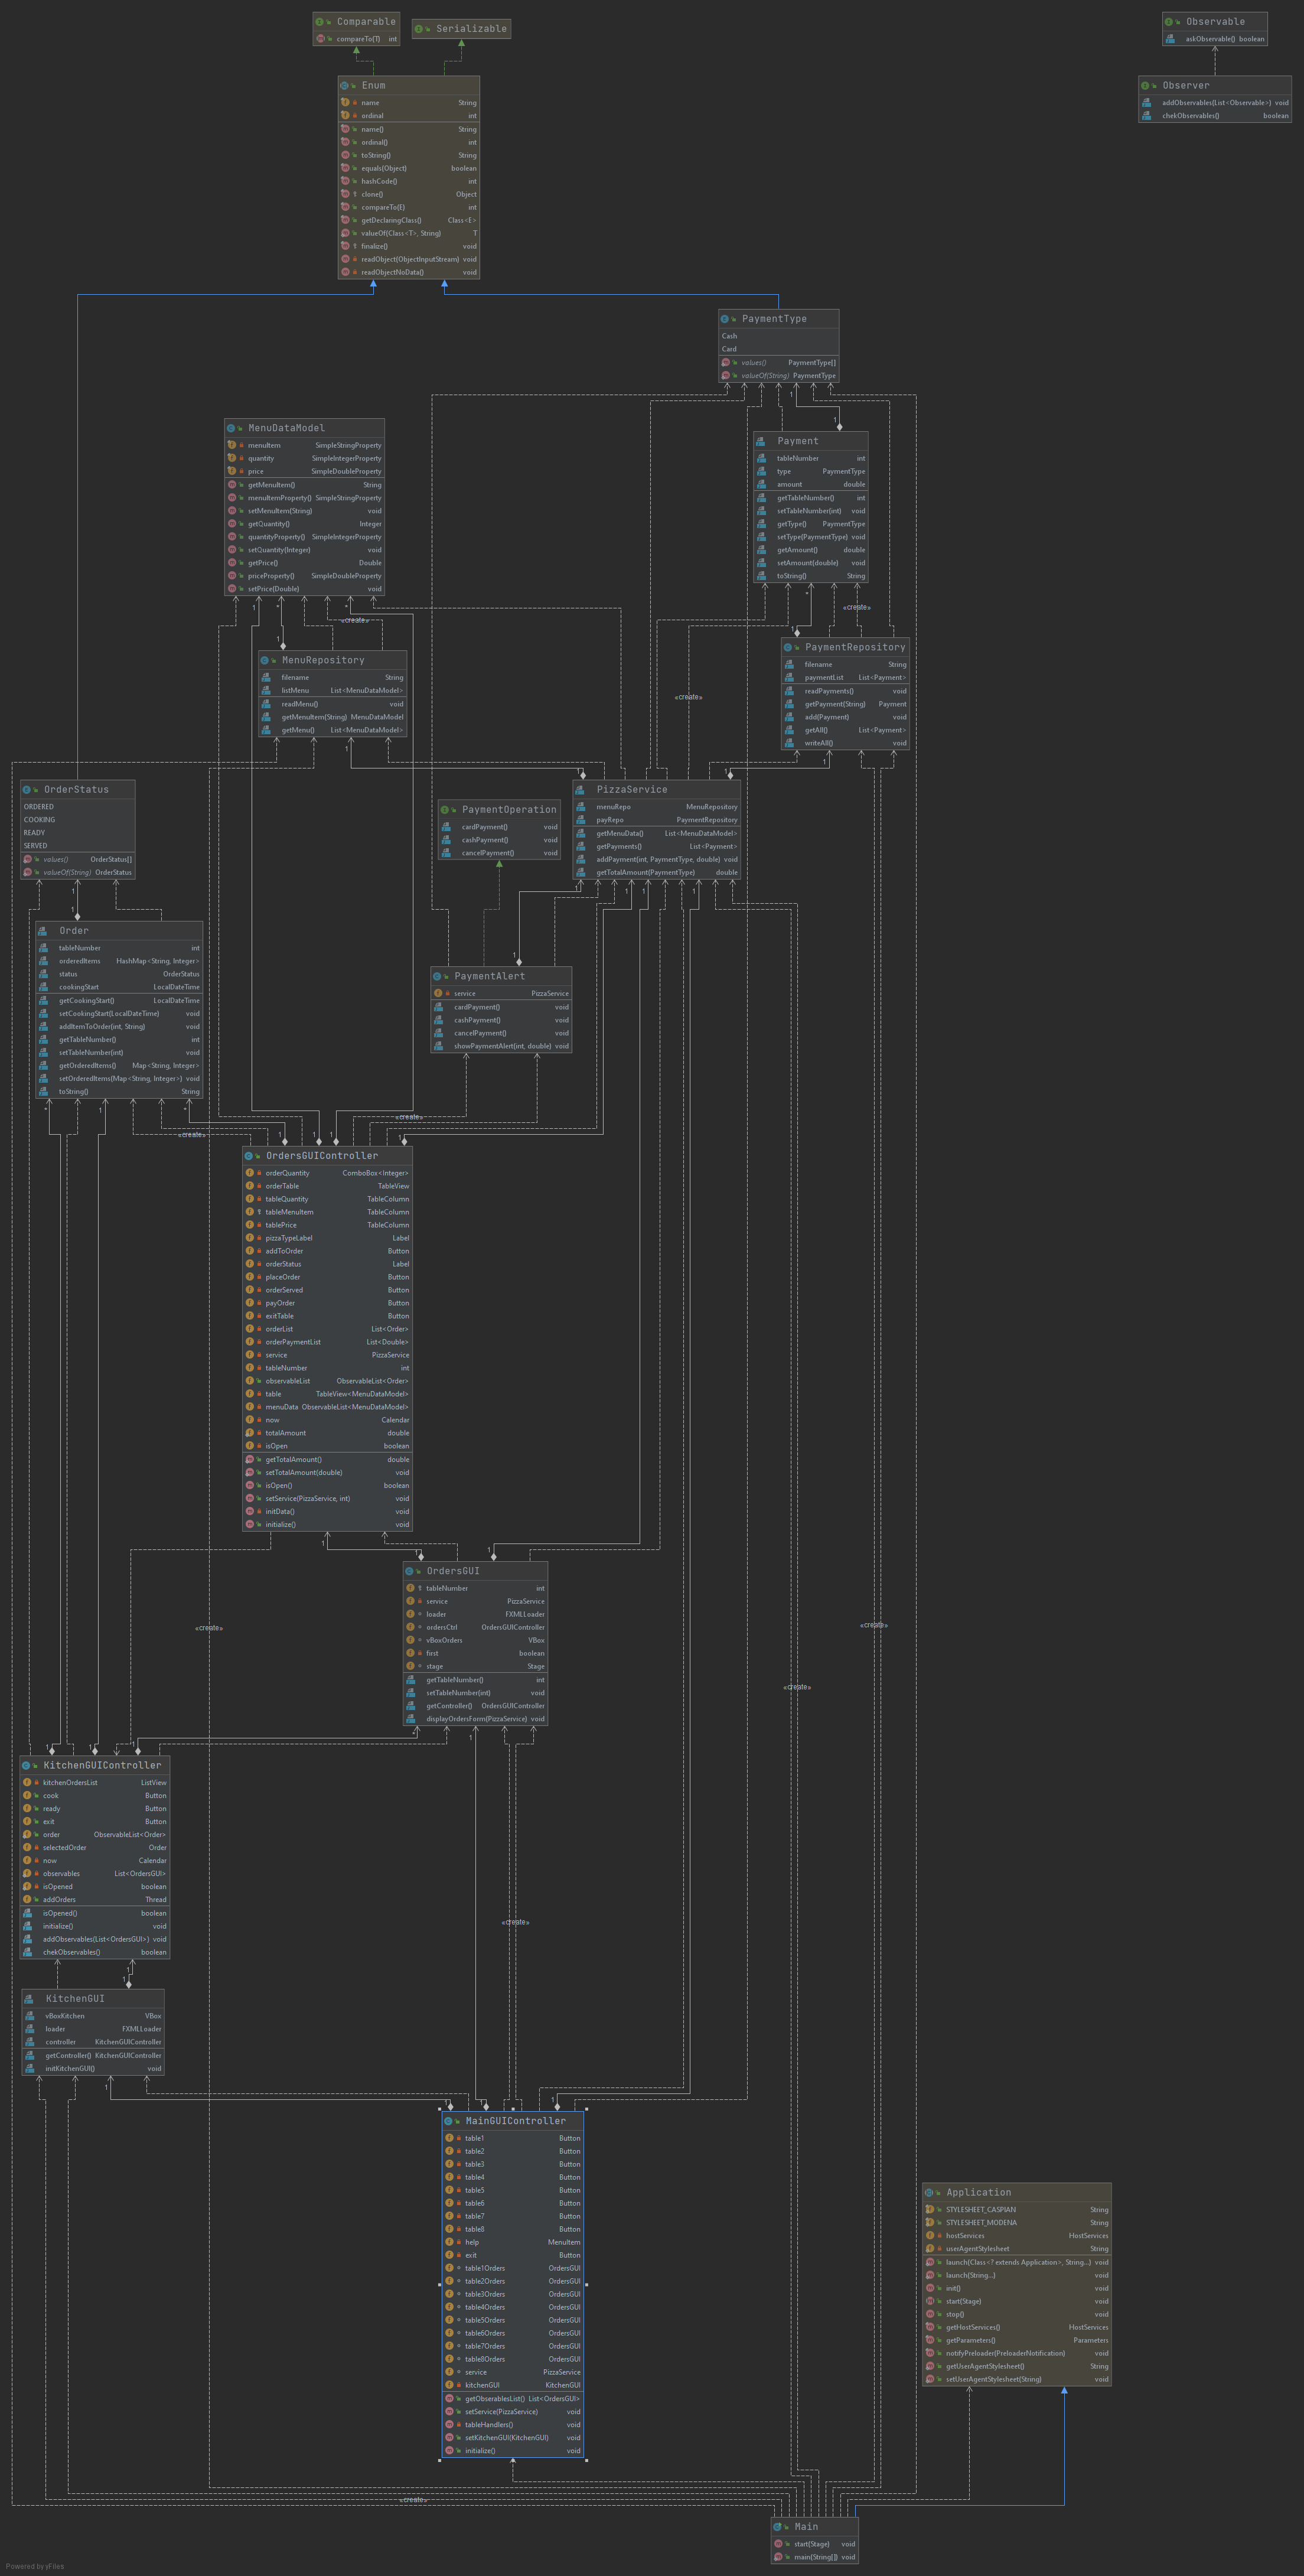 Comparable
compareTo(T) int
Serializable
Observable
askObservable() boolean
Observer
addObservables(List<Observable>) void
chekObservables() boolean
Enum
name String
ordinal int
name() String
ordinal() int
toString() String
equals(Object) boolean
hashCode() int
clone() Object
compareTo(E) int
getDeclaringClass() Class<E>
valueOf(Class<T>, String) T
finalize() void
readObject(ObjectInputStream) void
readObjectNoData() void
PaymentType
Cash
Card
values() PaymentType[]
valueOf(String) PaymentType
MenuDataModel
menuItem SimpleStringProperty
quantity SimpleIntegerProperty
price SimpleDoubleProperty
getMenuItem() String
menuItemProperty() SimpleStringProperty
setMenuItem(String) void
getQuantity() Integer
quantityProperty() SimpleIntegerProperty
setQuantity(Integer) void
getPrice() Double
priceProperty() SimpleDoubleProperty
setPrice(Double) void
Payment
tableNumber int
type PaymentType
amount double
getTableNumber() int
setTableNumber(int) void
getType() PaymentType
setType(PaymentType) void
getAmount() double
setAmount(double) void
toString() String
«create»
«create»
MenuRepository
filename String
listMenu List<MenuDataModel>
readMenu() void
getMenuItem(String) MenuDataModel
getMenu() List<MenuDataModel>
PaymentRepository
filename String
paymentList List<Payment>
readPayments() void
getPayment(String) Payment
add(Payment) void
getAll() List<Payment>
writeAll() void
«create»
OrderStatus
ORDERED
COOKING
READY
SERVED
values() OrderStatus[]
valueOf(String) OrderStatus
PaymentOperation
cardPayment() void
cashPayment() void
cancelPayment() void
PizzaService
menuRepo MenuRepository
payRepo PaymentRepository
getMenuData() List<MenuDataModel>
getPayments() List<Payment>
addPayment(int, PaymentType, double) void
getTotalAmount(PaymentType) double
Order
tableNumber int
orderedItems HashMap<String, Integer>
status OrderStatus
cookingStart LocalDateTime
getCookingStart() LocalDateTime
setCookingStart(LocalDateTime) void
addItemToOrder(int, String) void
getTableNumber() int
setTableNumber(int) void
getOrderedItems() Map<String, Integer>
setOrderedItems(Map<String, Integer>) void
toString() String
PaymentAlert
service PizzaService
cardPayment() void
cashPayment() void
cancelPayment() void
showPaymentAlert(int, double) void
«create»
«create»
OrdersGUIController
orderQuantity ComboBox<Integer>
orderTable TableView
tableQuantity TableColumn
tableMenuItem TableColumn
tablePrice TableColumn
pizzaTypeLabel Label
addToOrder Button
orderStatus Label
placeOrder Button
orderServed Button
payOrder Button
exitTable Button
orderList List<Order>
orderPaymentList List<Double>
service PizzaService
tableNumber int
observableList ObservableList<Order>
table TableView<MenuDataModel>
menuData ObservableList<MenuDataModel>
now Calendar
totalAmount double
isOpen boolean
getTotalAmount() double
setTotalAmount(double) void
isOpen() boolean
setService(PizzaService, int) void
initData() void
initialize() void
OrdersGUI
tableNumber int
service PizzaService
loader FXMLLoader
ordersCtrl OrdersGUIController
vBoxOrders VBox
first boolean
stage Stage
getTableNumber() int
setTableNumber(int) void
getController() OrdersGUIController
displayOrdersForm(PizzaService) void
«create»
«create»
«create»
KitchenGUIController
kitchenOrdersList ListView
cook Button
ready Button
exit Button
order ObservableList<Order>
selectedOrder Order
now Calendar
observables List<OrdersGUI>
isOpened boolean
addOrders Thread
isOpened() boolean
initialize() void
addObservables(List<OrdersGUI>) void
chekObservables() boolean
«create»
KitchenGUI
vBoxKitchen VBox
loader FXMLLoader
controller KitchenGUIController
getController() KitchenGUIController
initKitchenGUI() void
MainGUIController
table1 Button
table2 Button
table3 Button
table4 Button
table5 Button
table6 Button
table7 Button
table8 Button
help MenuItem
exit Button
table1Orders OrdersGUI
table2Orders OrdersGUI
table3Orders OrdersGUI
table4Orders OrdersGUI
table5Orders OrdersGUI
table6Orders OrdersGUI
table7Orders OrdersGUI
table8Orders OrdersGUI
service PizzaService
kitchenGUI KitchenGUI
getObserablesList() List<OrdersGUI>
setService(PizzaService) void
tableHandlers() void
setKitchenGUI(KitchenGUI) void
initialize() void
Application
STYLESHEET_CASPIAN String
STYLESHEET_MODENA String
hostServices HostServices
userAgentStylesheet String
launch(Class<? extends Application>, String...) void
launch(String...) void
init() void
start(Stage) void
stop() void
getHostServices() HostServices
getParameters() Parameters
notifyPreloader(PreloaderNotification) void
getUserAgentStylesheet() String
setUserAgentStylesheet(String) void
«create»
Main
start(Stage) void
main(String[]) void
Powered by yFiles